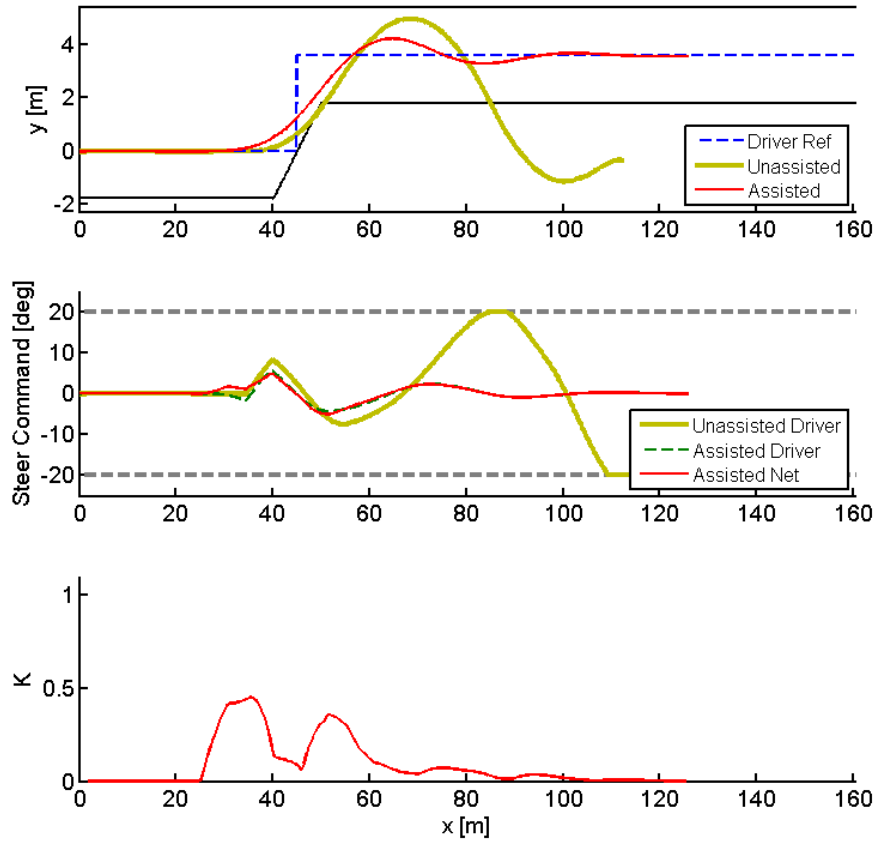 4
2
0
-2
y [m]
0 20 40 60 80 100 120 140 160
Driver Ref
Unassisted
Assisted
20
10
0
-10
-20
Steer Command [deg]
0 20 40 60 80 100 120 140 160
Unassisted Driver
Assisted Driver
Assisted Net
1
0.5
0
K
0 20 40 60 80 100 120 140 160
x [m]